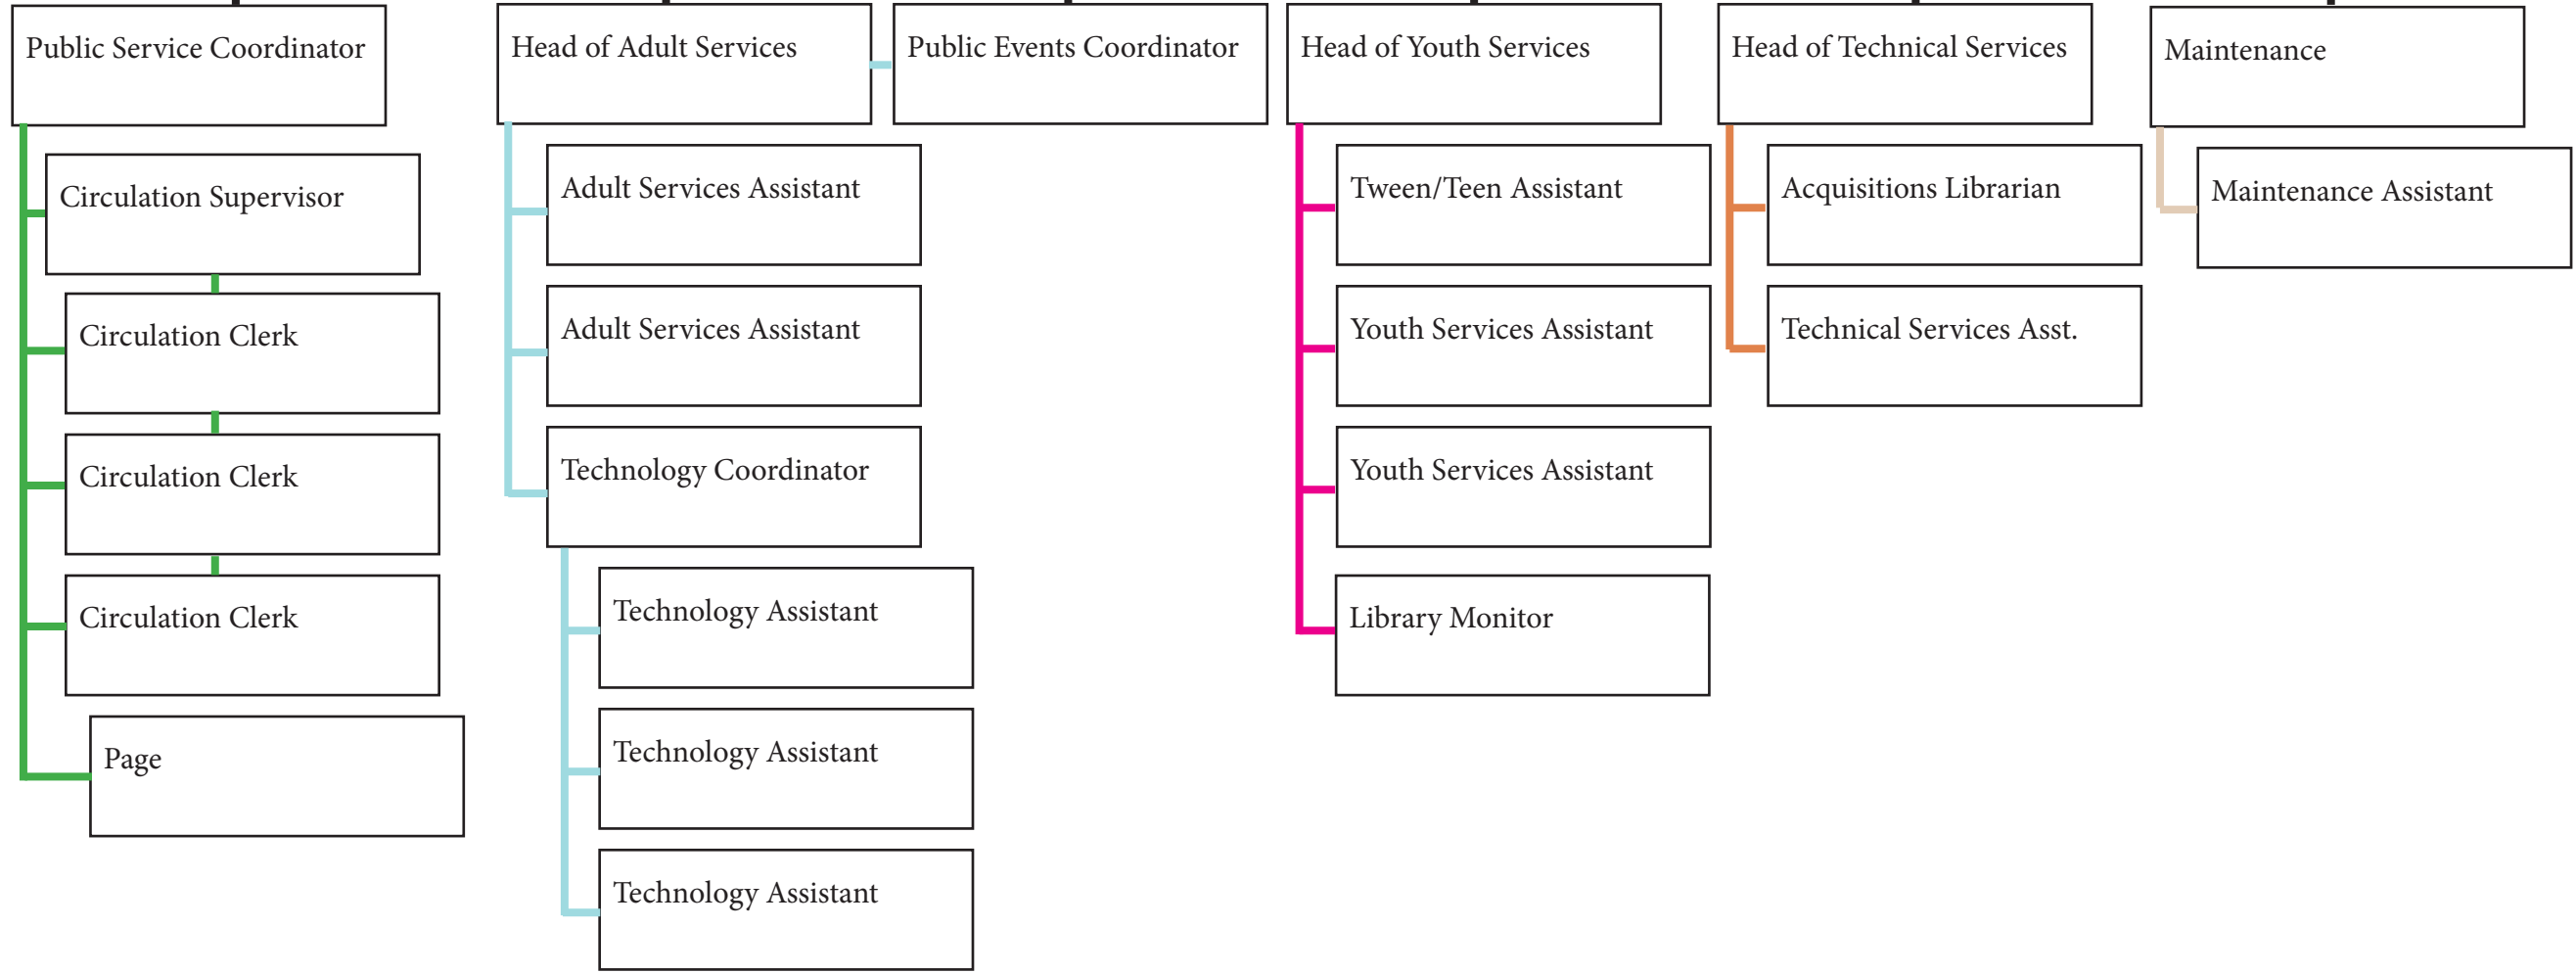 Public Service Coordinator
Circulation Supervisor
Circulation Clerk
Circulation Clerk
Circulation Clerk
Page
Head of Adult Services
Adult Services Assistant
Adult Services Assistant
Technology Coordinator
Technology Assistant
Technology Assistant
Technology Assistant
Public Events Coordinator
Head of Youth Services
Tween/Teen Assistant
Youth Services Assistant
Youth Services Assistant
Library Monitor
Head of Technical Services
Acquisitions Librarian
Technical Services Asst.
Maintenance
Maintenance Assistant